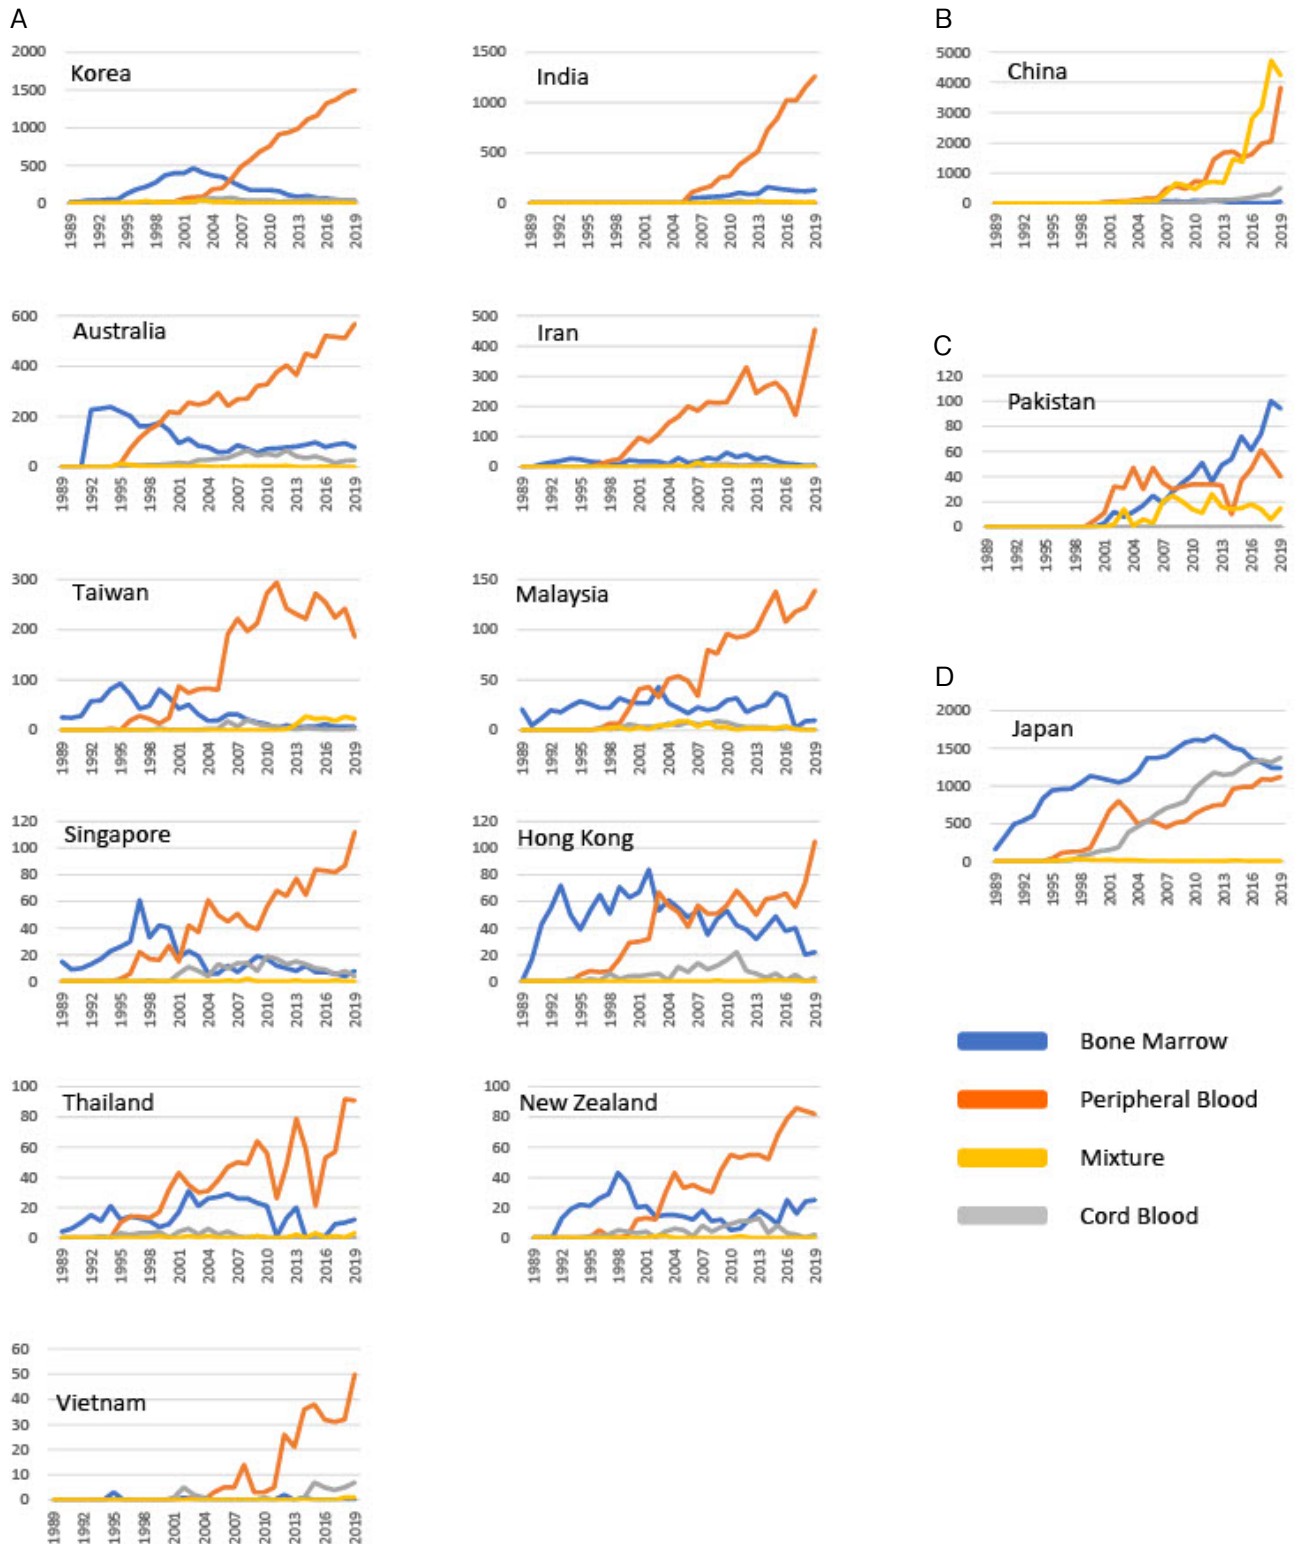 A
Korea
2000
1500
1000
500
0
1989 1992 1995 1998 2001 2004 2007 2010 2013 2016 2019
India
1500
1000
500
0
1989 1992 1995 1998 2001 2004 2007 2010 2013 2016 2019
B
China
5000
4000
3000
2000
1000
0
1989 1992 1995 1998 2001 2004 2007 2010 2013 2016 2019
Australia
600
400
200
0
1989 1992 1995 1998 2001 2004 2007 2010 2013 2016 2019
Iran
500
400
300
200
100
0
1989 1992 1995 1998 2001 2004 2007 2010 2013 2016 2019
C
Pakistan
120
100
80
60
40
20
0
1989 1992 1995 1998 2001 2004 2007 2010 2013 2016 2019
Taiwan
300
200
100
0
1989 1992 1995 1998 2001 2004 2007 2010 2013 2016 2019
Malaysia
150
100
50
0
1989 1992 1995 1998 2001 2004 2007 2010 2013 2016 2019
D
Japan
2000
1500
1000
500
0
1989 1992 1995 1998 2001 2004 2007 2010 2013 2016 2019
Singapore
120
100
80
60
40
20
0
1989 1992 1995 1998 2001 2004 2007 2010 2013 2016 2019
Hong Kong
120
100
80
60
40
20
0
1989 1992 1995 1998 2001 2004 2007 2010 2013 2016 2019
Bone Marrow
Peripheral Blood
Mixture
Cord Blood
Thailand
100
80
60
40
20
0
1989 1992 1995 1998 2001 2004 2007 2010 2013 2016 2019
New Zealand
100
80
60
40
20
0
1989 1992 1995 1998 2001 2004 2007 2010 2013 2016 2019
Vietnam
60
50
40
30
20
10
0
1989 1992 1995 1998 2001 2004 2007 2010 2013 2016 2019